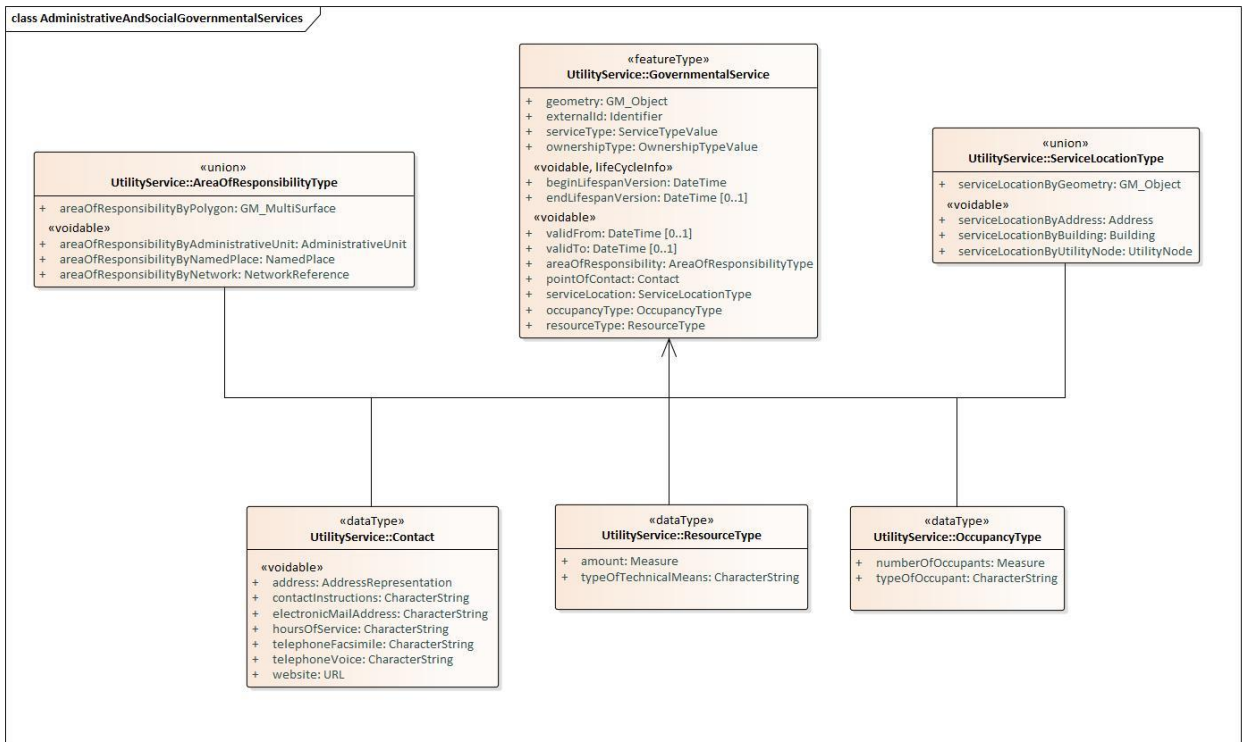 class AdministrativeAndSocialGovernmentalServices
«featureType»
UtilityService::GovernmentalService
+ geometry: GM_Object
+ externalId: Identifier
+ serviceType: ServiceTypeValue
+ ownershipType: OwnershipTypeValue
«voidable, lifeCycleInfo»
+ beginLifespanVersion: DateTime
+ endLifespanVersion: DateTime [0..1]
«voidable»
+ validFrom: DateTime [0..1]
+ validTo: DateTime [0..1]
+ areaOfResponsibility: AreaOfResponsibilityType
+ pointOfContact: Contact
+ serviceLocation: ServiceLocationType
+ occupancyType: OccupancyType
+ resourceType: ResourceType
«union»
UtilityService::AreaOfResponsibilityType
+ areaOfResponsibilityByPolygon: GM_MultiSurface
«voidable»
+ areaOfResponsibilityByAdministrativeUnit: AdministrativeUnit
+ areaOfResponsibilityByNamedPlace: NamedPlace
+ areaOfResponsibilityByNetwork: NetworkReference
«union»
UtilityService::ServiceLocationType
+ serviceLocationByGeometry: GM_Object
«voidable»
+ serviceLocationByAddress: Address
+ serviceLocationByBuilding: Building
+ serviceLocationByUtilityNode: UtilityNode
«dataType»
UtilityService::Contact
«voidable»
+ address: AddressRepresentation
+ contactInstructions: CharacterString
+ electronicMailAddress: CharacterString
+ hoursOfService: CharacterString
+ telephoneFacsimile: CharacterString
+ telephoneVoice: CharacterString
+ website: URL
«dataType»
UtilityService::ResourceType
+ amount: Measure
+ typeOfTechnicalMeans: CharacterString
«dataType»
UtilityService::OccupancyType
+ numberOfOccupants: Measure
+ typeOfOccupant: CharacterString